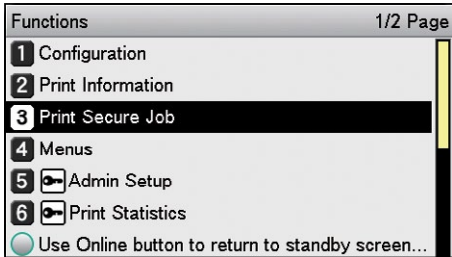 Functions 1/2 Page
1 Configuration
2 Print Information
3 Print Secure Job
4 Menus
5 Admin Setup
6 Print Statistics
Use Online button to return to standby screen...